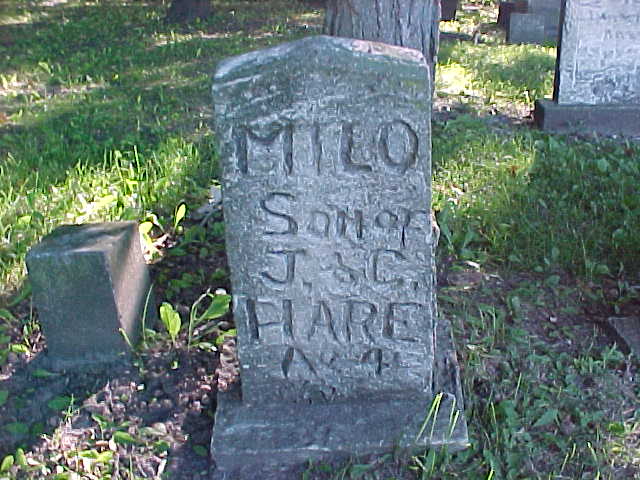 MILO
SON OF
J. & C.
HARE